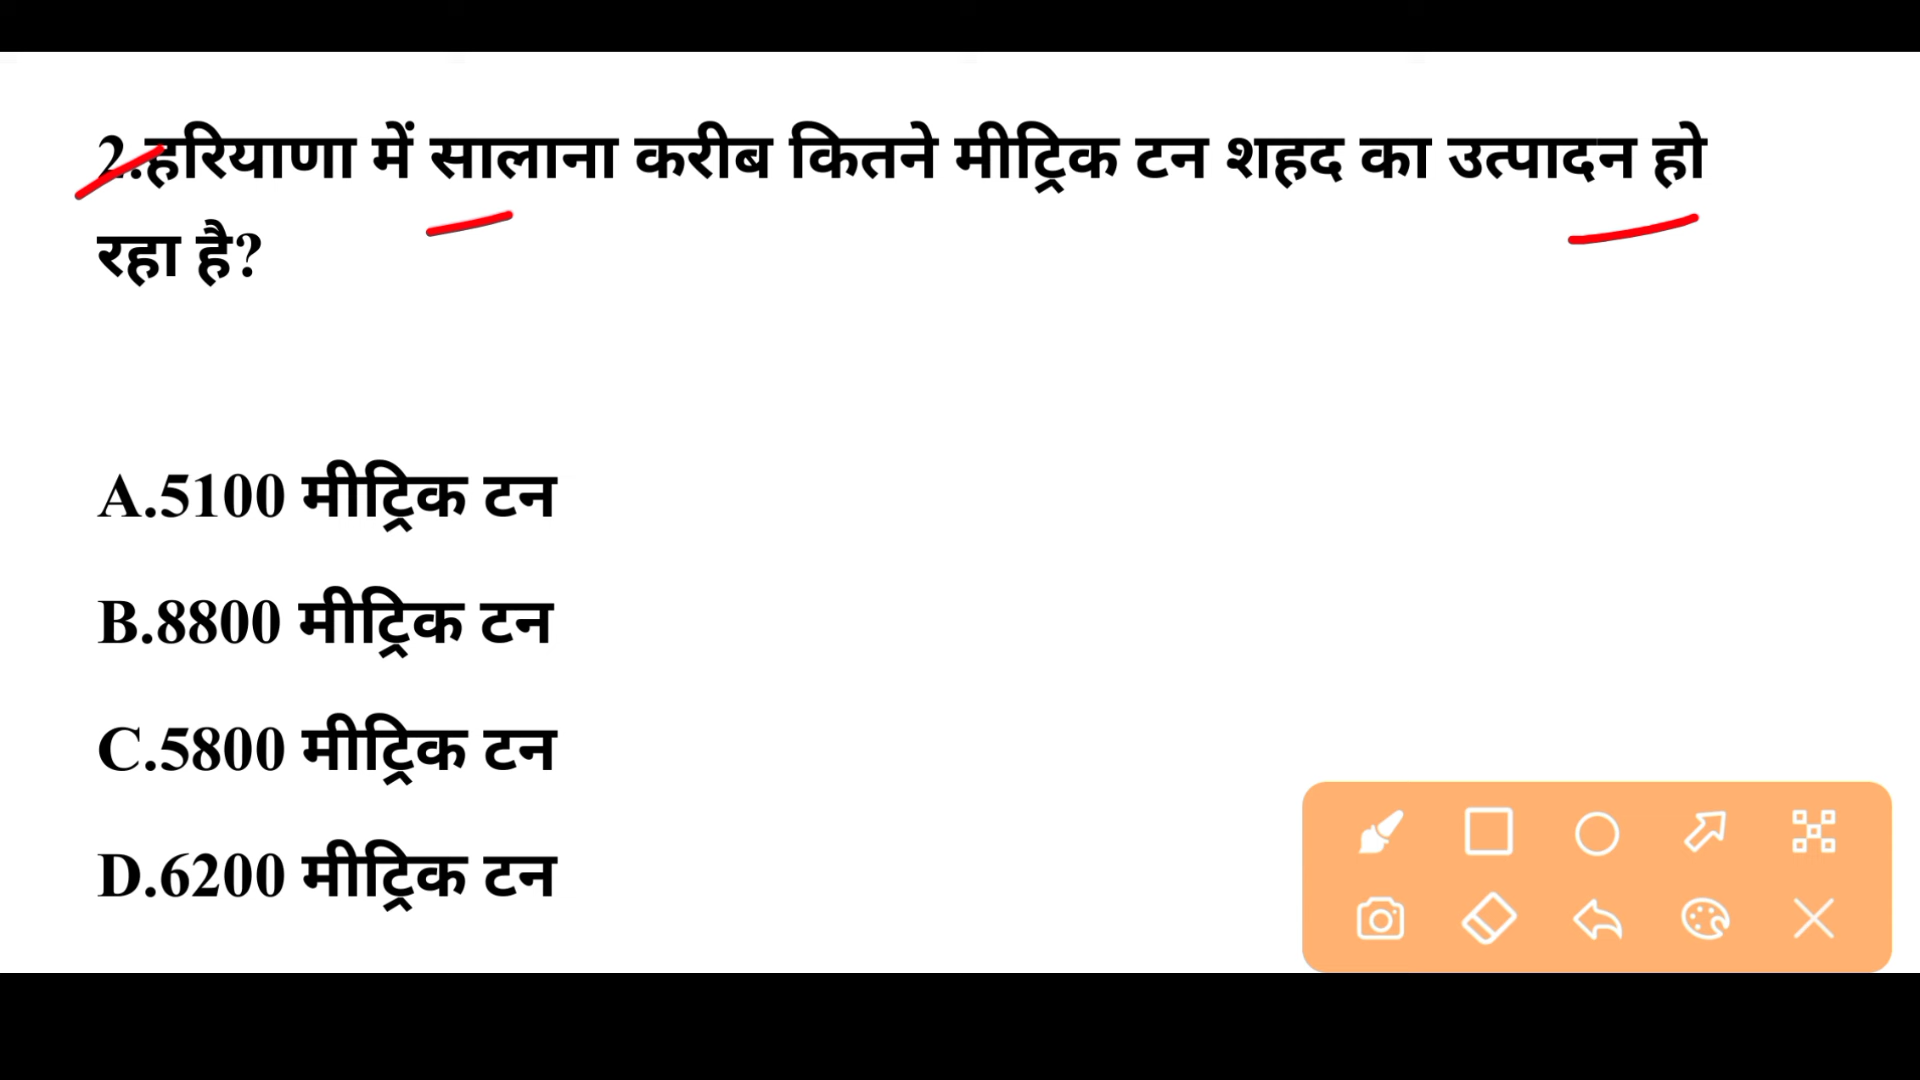 2.हरियाणा में सालाना करीब कितने मीट्रिक टन शहद का उत्पादन हो
रहा है?
A.5100 मीट्रिक टन
B.8800 मीट्रिक टन
C.5800 मीट्रिक टन
D.6200 मीट्रिक टन